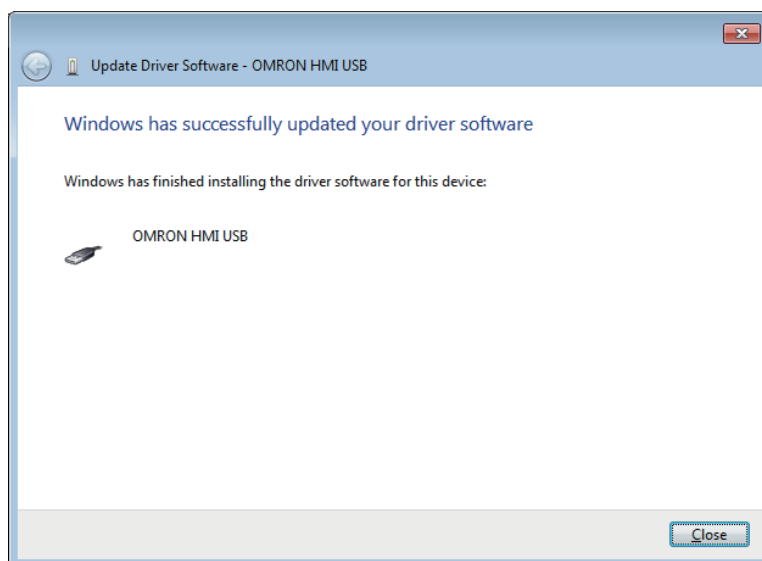 Update Driver Software - OMRON HMI USB
Windows has successfully updated your driver software
Windows has finished installing the driver software for this device:
OMRON HMI USB
Close